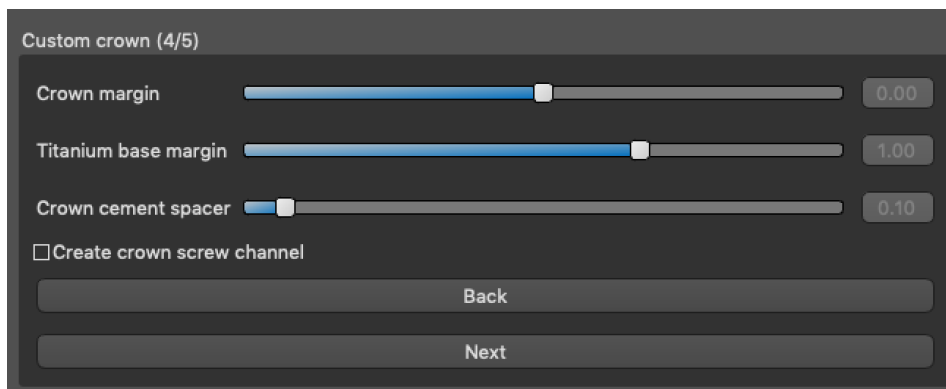 Custom crown (4/5)
Crown margin 0.00
Titanium base margin 1.00
Crown cement spacer 0.10
Create crown screw channel
Back
Next